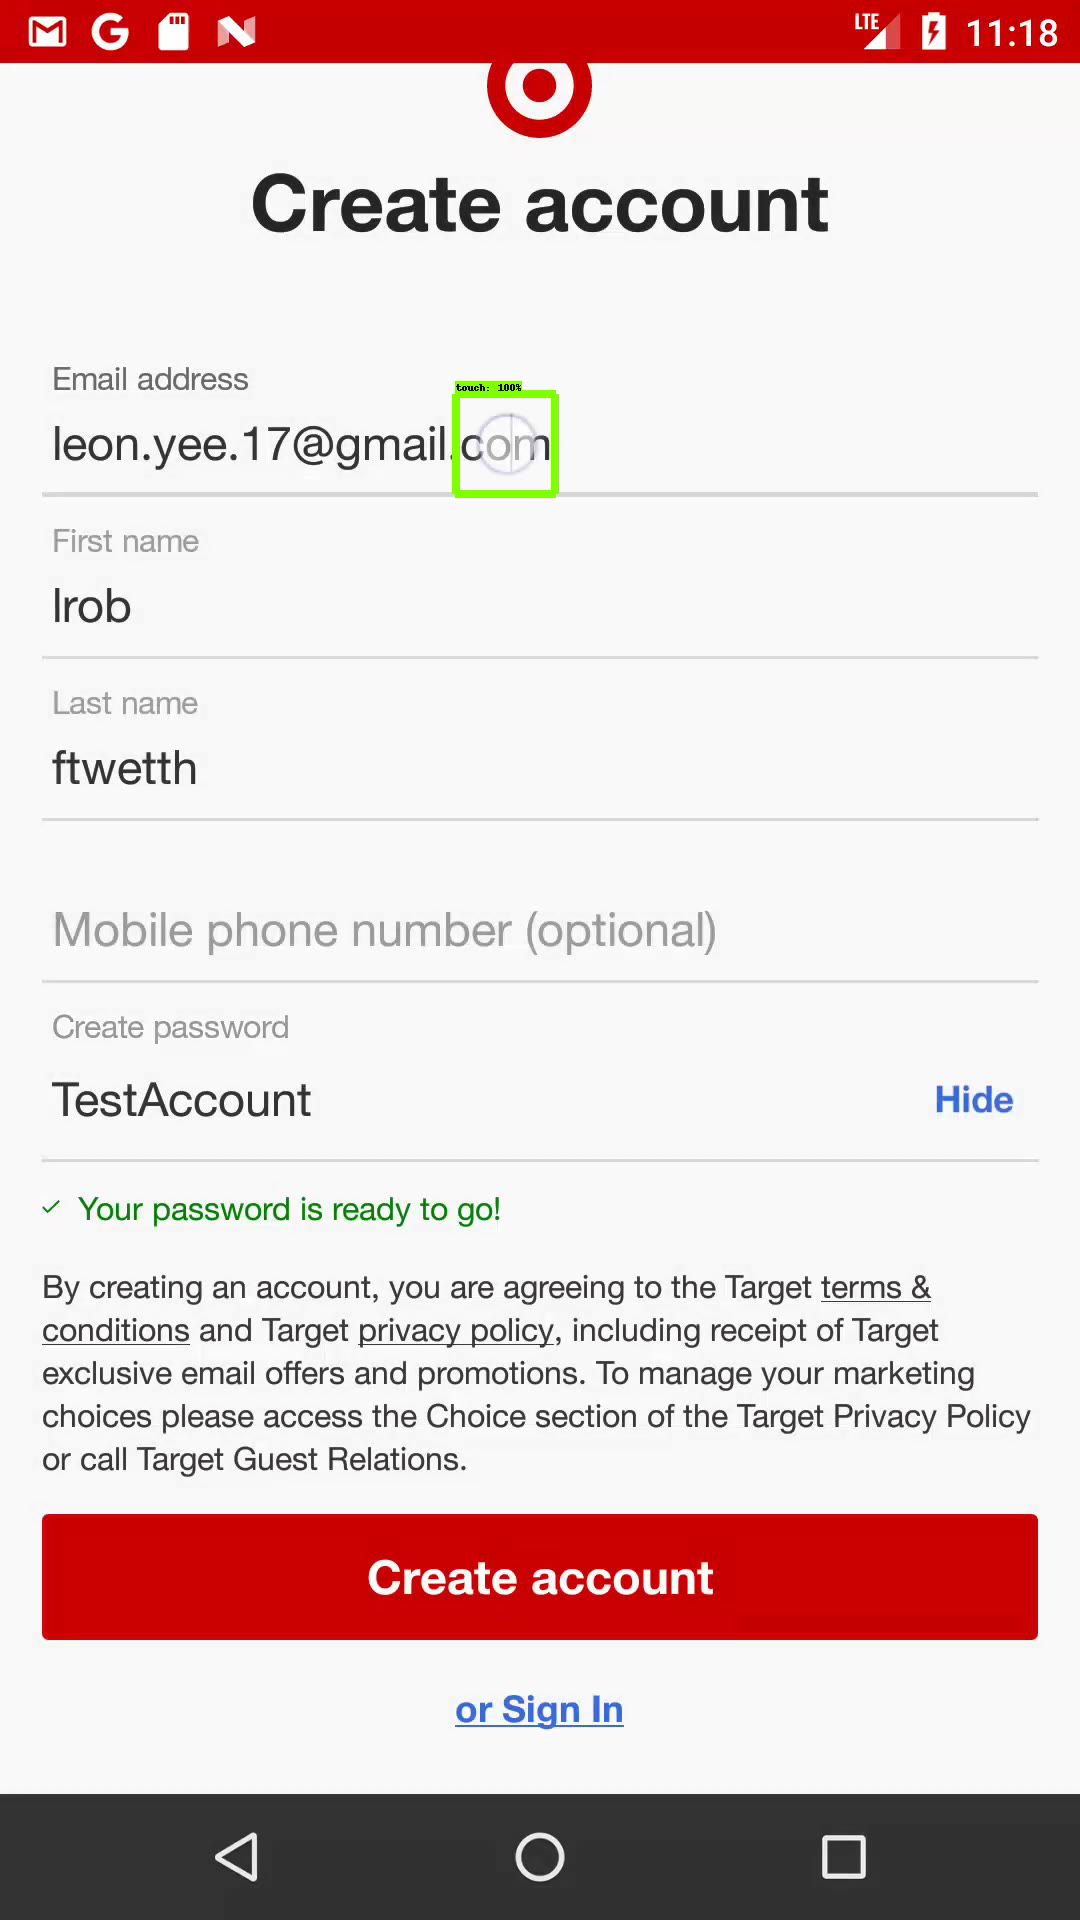 LTE 11:18
Create account
Email address
touch: 100%
leon.yee.17@gmail.com
First name
lrob
Last name
ftwetth
Mobile phone number (optional)
Create password
TestAccount Hide
Your password is ready to go!
By creating an account, you are agreeing to the Target terms &
conditions and Target privacy policy, including receipt of Target
exclusive email offers and promotions. To manage your marketing
choices please access the Choice section of the Target Privacy Policy
or call Target Guest Relations.
Create account
or Sign In